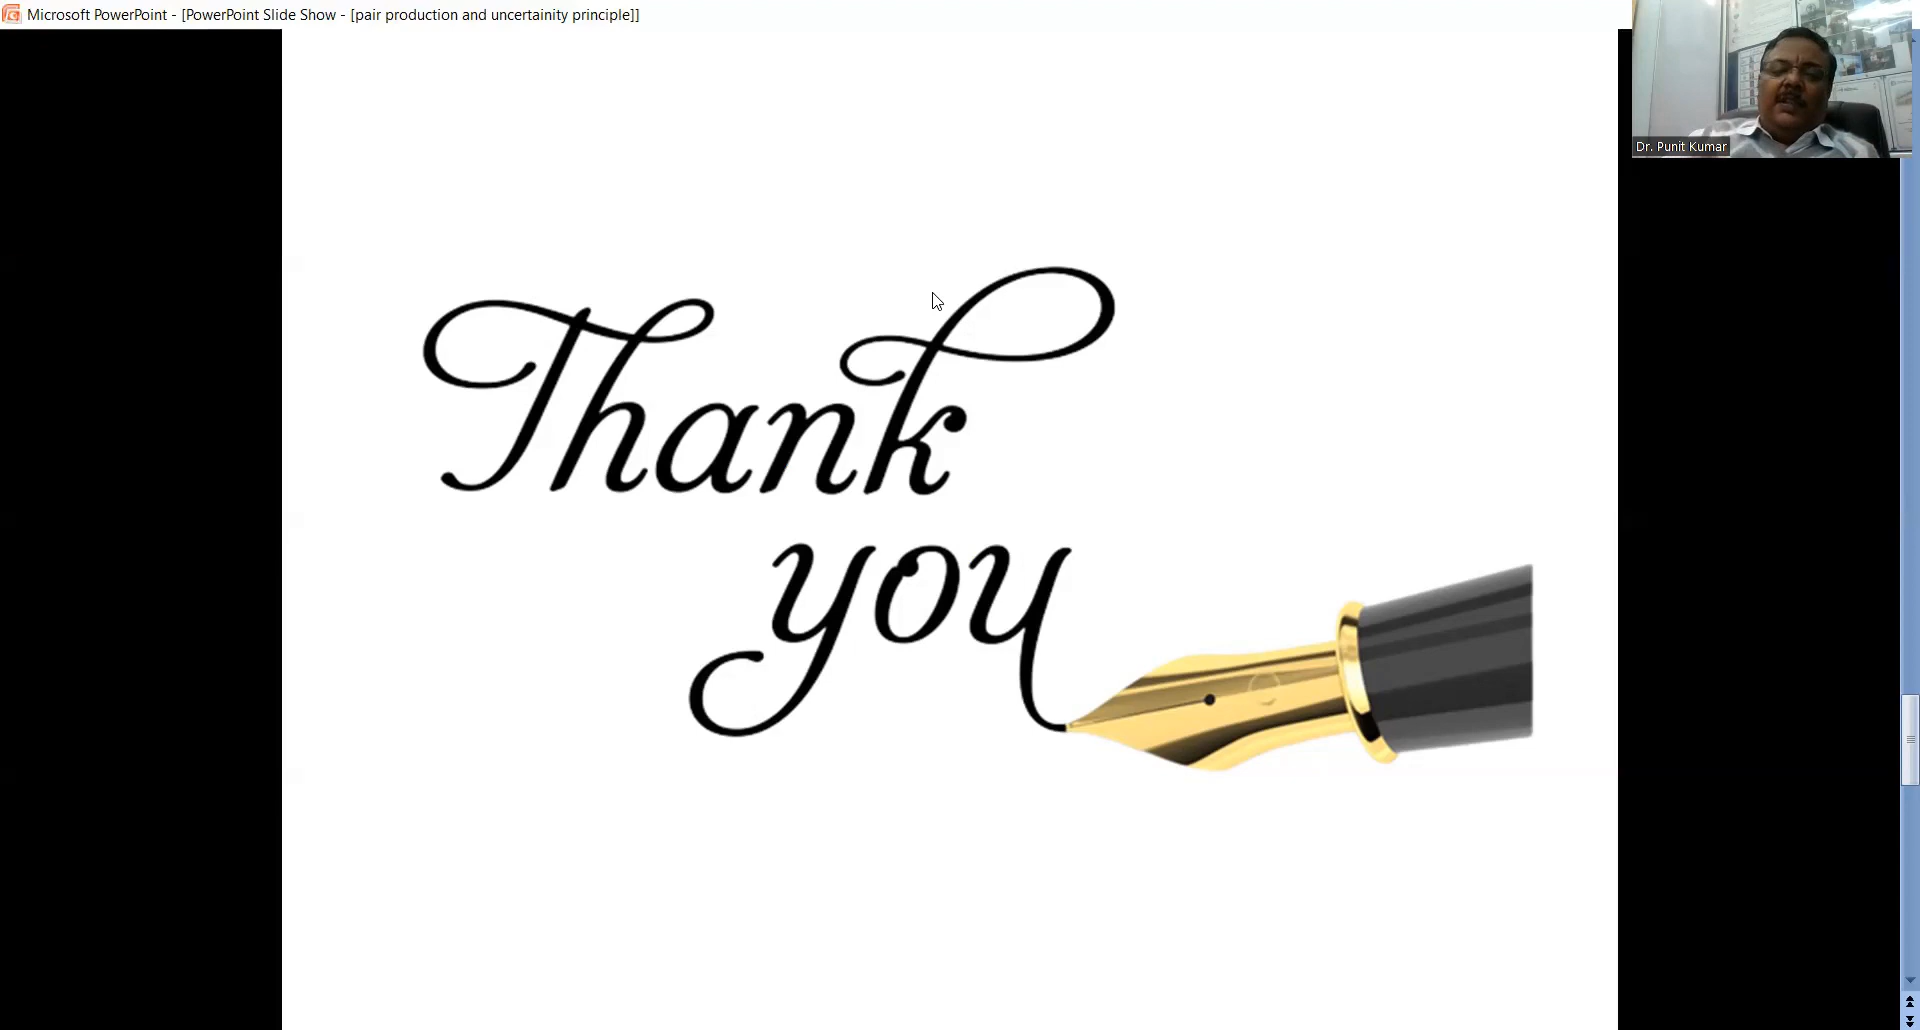 Microsoft PowerPoint - [PowerPoint Slide Show - [pair production and uncertainity principle]]
Dr. Punit Kumar
Thank
you